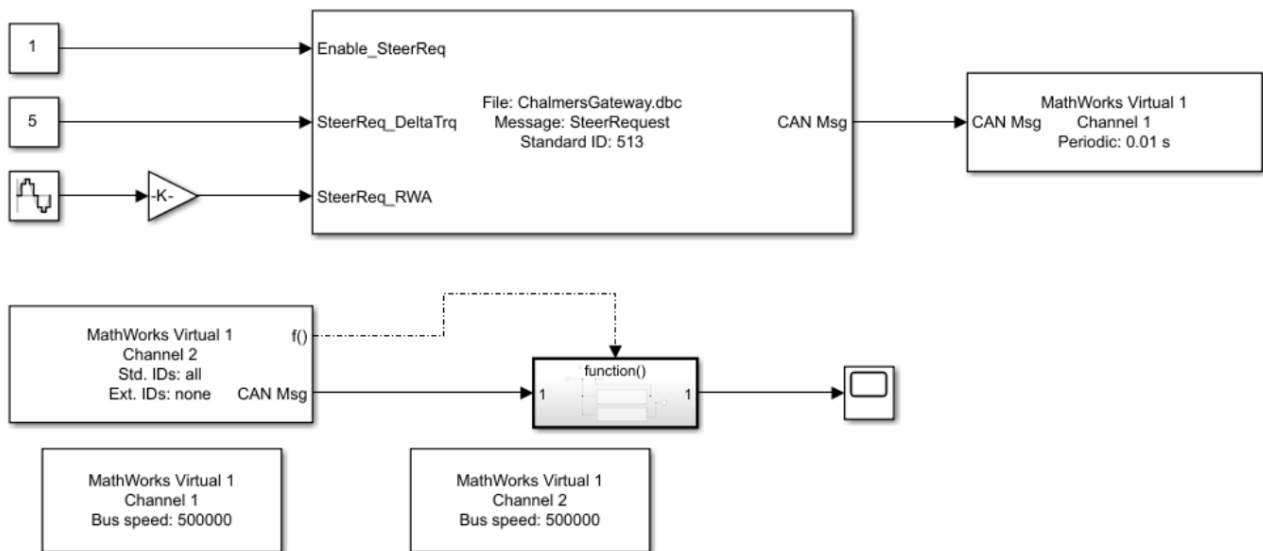 1
Enable_SteerReq
5
SteerReq_DeltaTrq
-K-
SteerReq_RWA
File: ChalmersGateway.dbc
Message: SteerRequest
Standard ID: 513
CAN Msg
CAN Msg
MathWorks Virtual 1
Channel 1
Periodic: 0.01 s
MathWorks Virtual 1
Channel 2
Std. IDs: all
Ext. IDs: none
f()
CAN Msg
function()
1
1
MathWorks Virtual 1
Channel 1
Bus speed: 500000
MathWorks Virtual 1
Channel 2
Bus speed: 500000